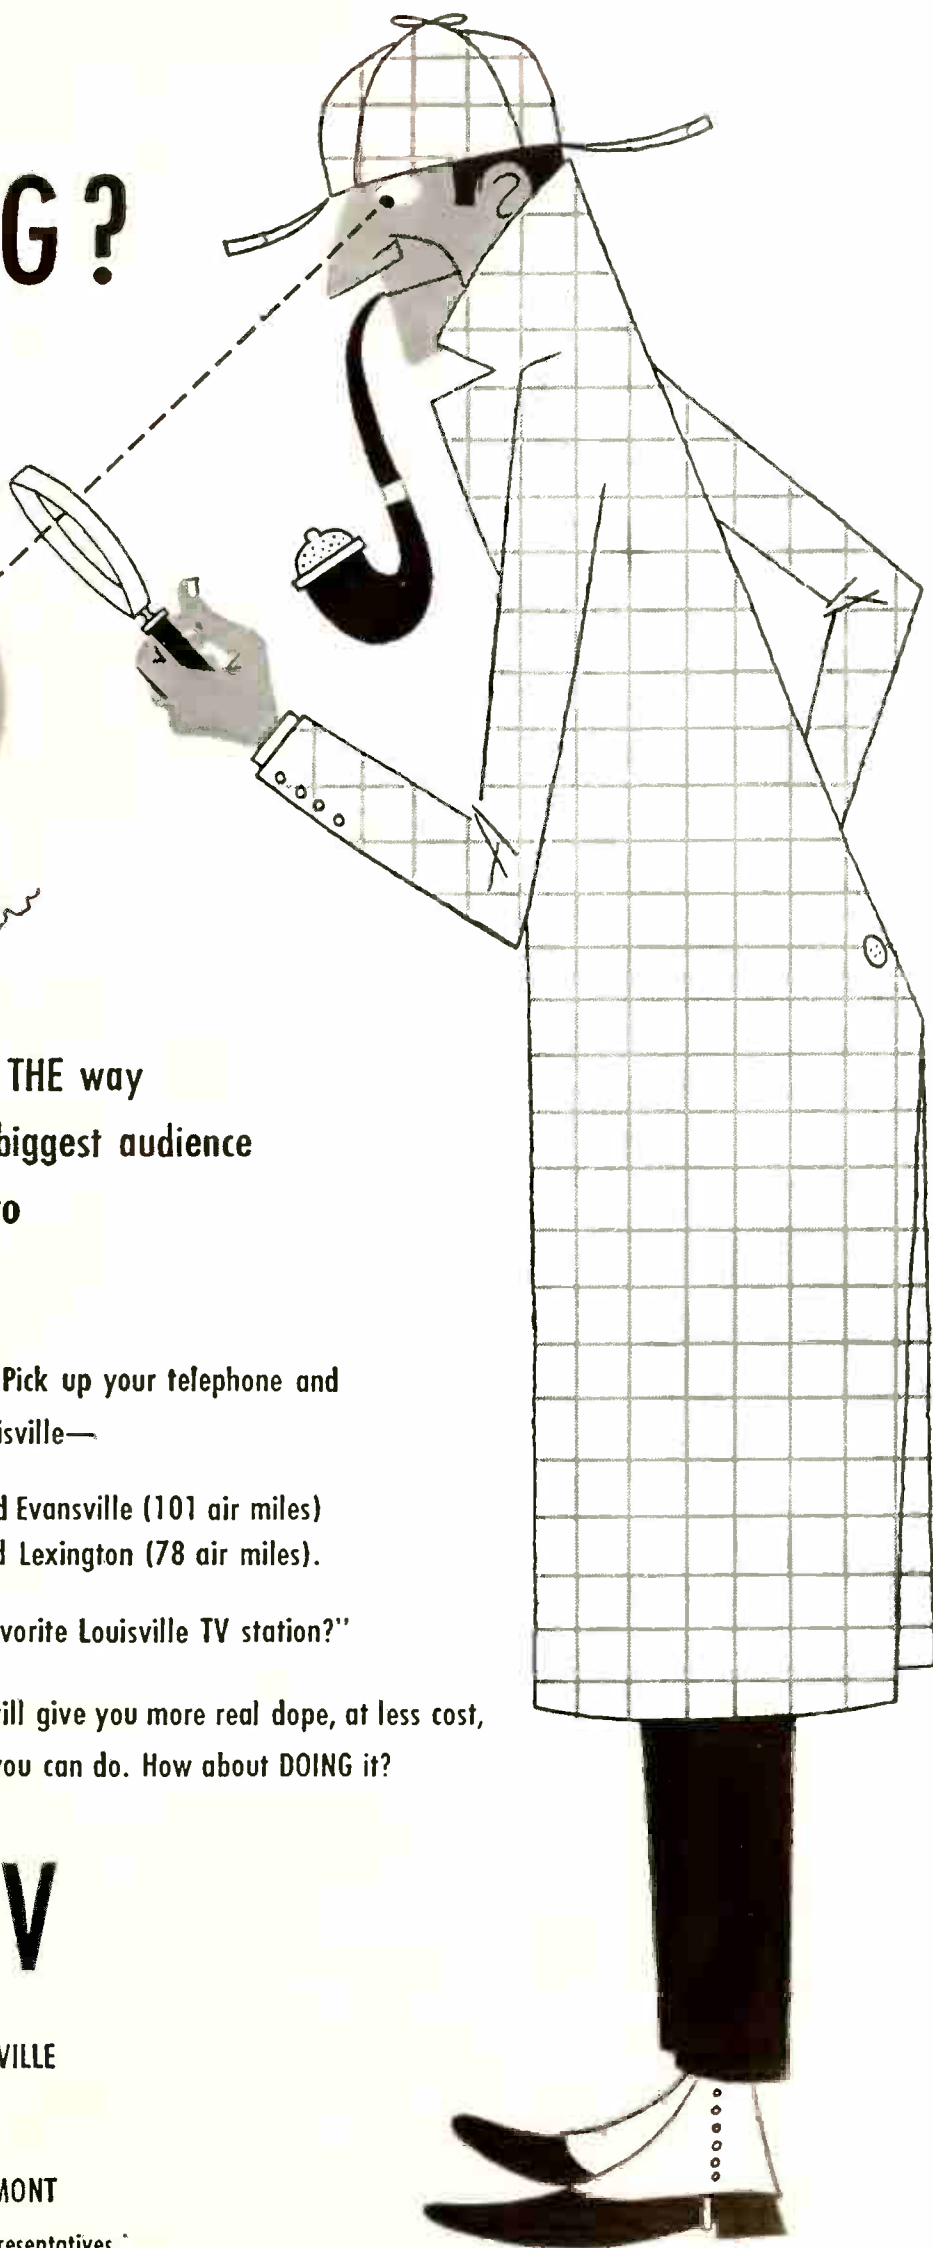 G?
THE way
biggest audience
to
Pick up your telephone and
isville—
d Evansville (101 air miles)
d Lexington (78 air miles).
vorite Louisville TV station?"
ill give you more real dope, at less cost,
you can do. How about DOING it?
V
VILLE
MONT
resentatives